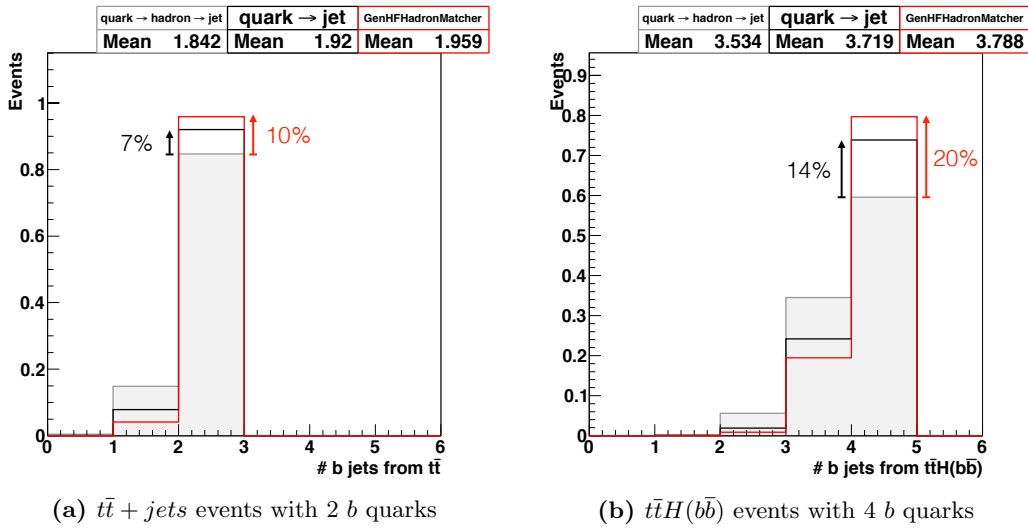 quark → hadron → jet quark → jet GenHFHadronMatcher
Mean 1.842 Mean 1.92 Mean 1.959
Events
1
0.8
0.6
0.4
0.2
0
7%
10%
0 1 2 3 4 5 6
# b jets from tt̄
(a) tt̄ + jets events with 2 b quarks
quark → hadron → jet quark → jet GenHFHadronMatcher
Mean 3.534 Mean 3.719 Mean 3.788
Events
0.9
0.8
0.7
0.6
0.5
0.4
0.3
0.2
0.1
0
14%
20%
0 1 2 3 4 5 6
# b jets from tt̄H(bb̄)
(b) tt̄H(bb̄) events with 4 b quarks